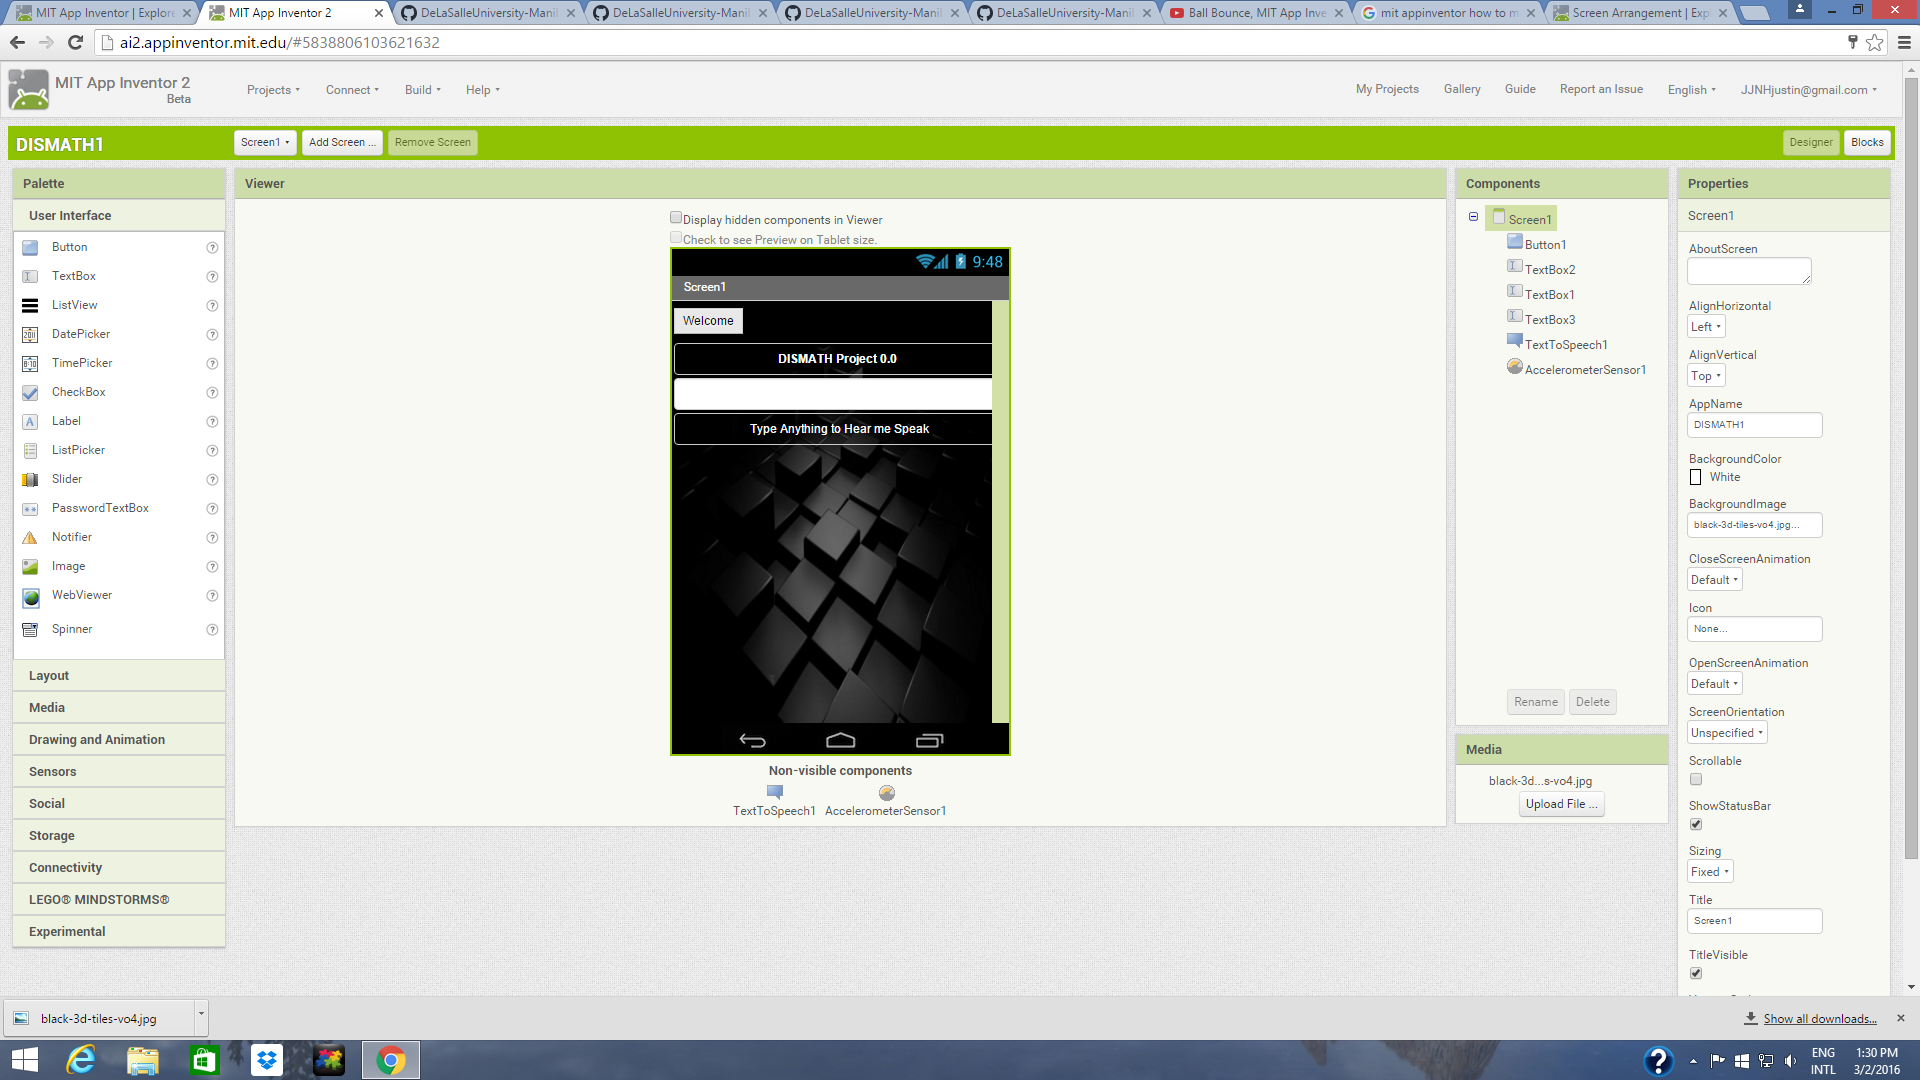 MIT App Inventor | Explore
MIT App Inventor 2
DeLaSalleUniversity-Manil
DeLaSalleUniversity-Manil
DeLaSalleUniversity-Manil
DeLaSalleUniversity-Manil
Ball Bounce, MIT App Inve
mit appinventor how to m
Screen Arrangement | Exp
ai2.appinventor.mit.edu/#5838806103621632
MIT App Inventor 2
Beta
Projects
Connect
Build
Help
My Projects
Gallery
Guide
Report an Issue
English
JJNHjustin@gmail.com
DISMATH1
Screen1
Add Screen ...
Remove Screen
Designer
Blocks
Palette
User Interface
Button
TextBox
ListView
DatePicker
TimePicker
CheckBox
Label
ListPicker
Slider
PasswordTextBox
Notifier
Image
WebViewer
Spinner
Layout
Media
Drawing and Animation
Sensors
Social
Storage
Connectivity
LEGO® MINDSTORMS®
Experimental
Viewer
Display hidden components in Viewer
Check to see Preview on Tablet size.
9:48
Screen1
Welcome
DISMATH Project 0.0
Type Anything to Hear me Speak
Non-visible components
TextToSpeech1
AccelerometerSensor1
Components
Screen1
Button1
TextBox2
TextBox1
TextBox3
TextToSpeech1
AccelerometerSensor1
Rename
Delete
Media
black-3d...s-vo4.jpg
Upload File ...
Properties
Screen1
AboutScreen
AlignHorizontal
Left
AlignVertical
Top
AppName
DISMATH1
BackgroundColor
White
BackgroundImage
black-3d-tiles-vo4.jpg...
CloseScreenAnimation
Default
Icon
None...
OpenScreenAnimation
Default
ScreenOrientation
Unspecified
Scrollable
ShowStatusBar
Sizing
Fixed
Title
Screen1
TitleVisible
black-3d-tiles-vo4.jpg
Show all downloads...
ENG
INTL
1:30 PM
3/2/2016